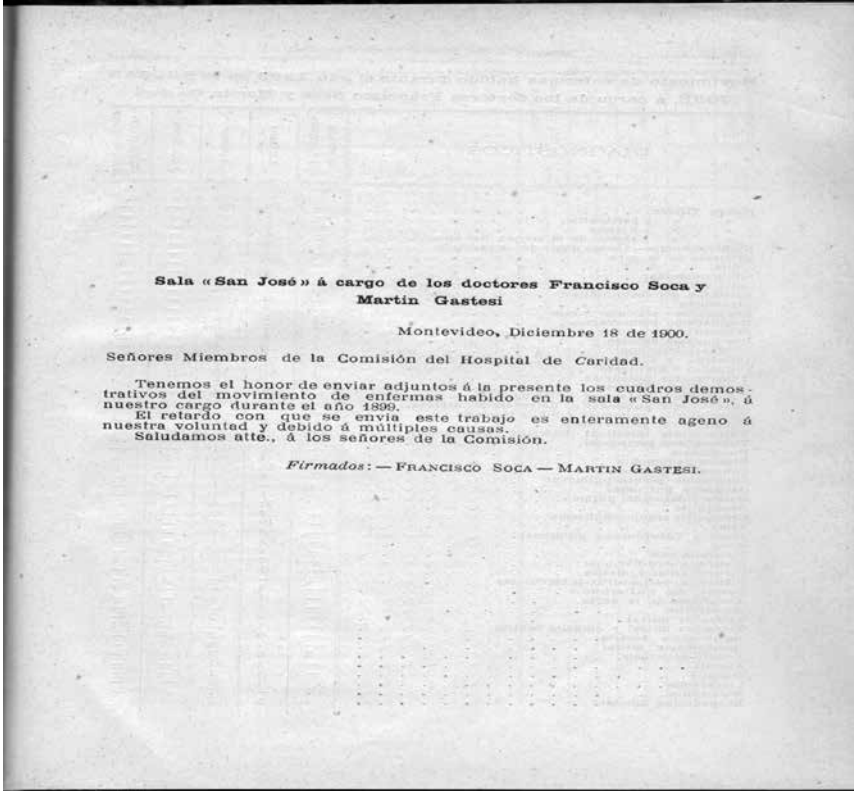 Sala «San José» á cargo de los doctores Francisco Soca y
Martin Gastesi
Montevideo, Diciembre 18 de 1900.
Señores Miembros de la Comisión del Hospital de Caridad.
Tenemos el honor de enviar adjuntos á la presente los cuadros demos-
trativos del movimiento de enfermas habido en la sala «San José», á
nuestro cargo durante el año 1899.
El retardo con que se envia este trabajo es enteramente ageno á
nuestra voluntad y debido á múltiples causas.
Saludamos atte., á los señores de la Comisión.
Firmados: — FRANCISCO SOCA — MARTIN GASTESI.